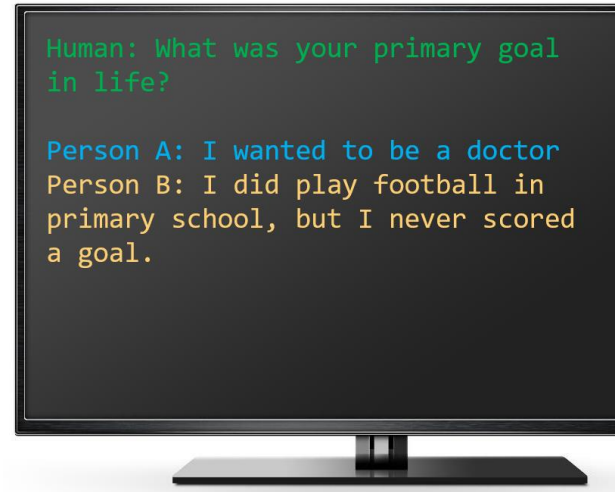 Human: What was your primary goal
in life?
Person A: I wanted to be a doctor
Person B: I did play football in
primary school, but I never scored
a goal.